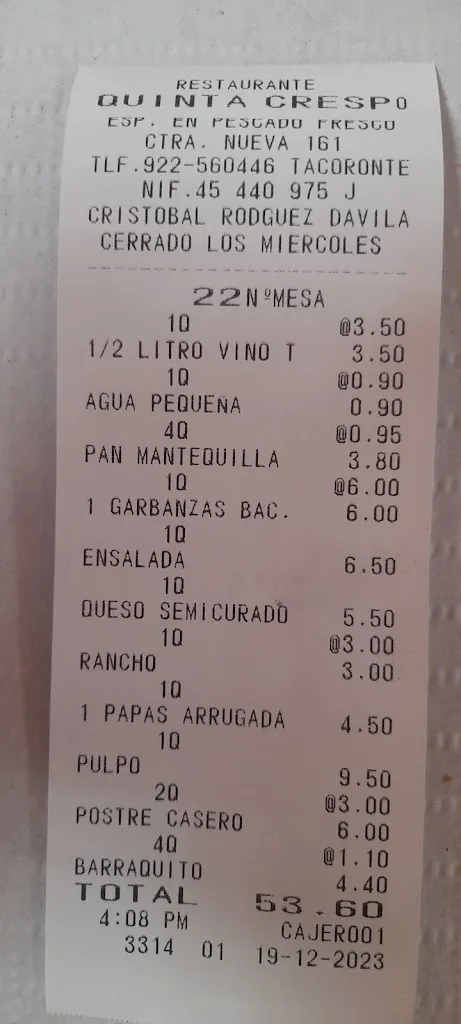 RESTAURANTE
QUINTA CRESPO
ESP. EN PESCADO FRESCO
CTRA. NUEVA 161
TLF.922-560446 TACORONTE
NIF.45 440 975 J
CRISTOBAL RODGUEZ DAVILA
CERRADO LOS MIERCOLES
22NºMESA
1Q @3.50
1/2 LITRO VINO T 3.50
1Q @0.90
AGUA PEQUEÑA 0.90
4Q @0.95
PAN MANTEQUILLA 3.80
1Q @6.00
1 GARBANZAS BAC. 6.00
1Q
ENSALADA 6.50
1Q
QUESO SEMICURADO 5.50
1Q @3.00
RANCHO 3.00
1Q
1 PAPAS ARRUGADA 4.50
1Q
PULPO 9.50
2Q @3.00
POSTRE CASERO 6.00
4Q @1.10
BARRAQUITO 4.40
TOTAL 53.60
4:08 PM CAJERO01
3314 01 19-12-2023